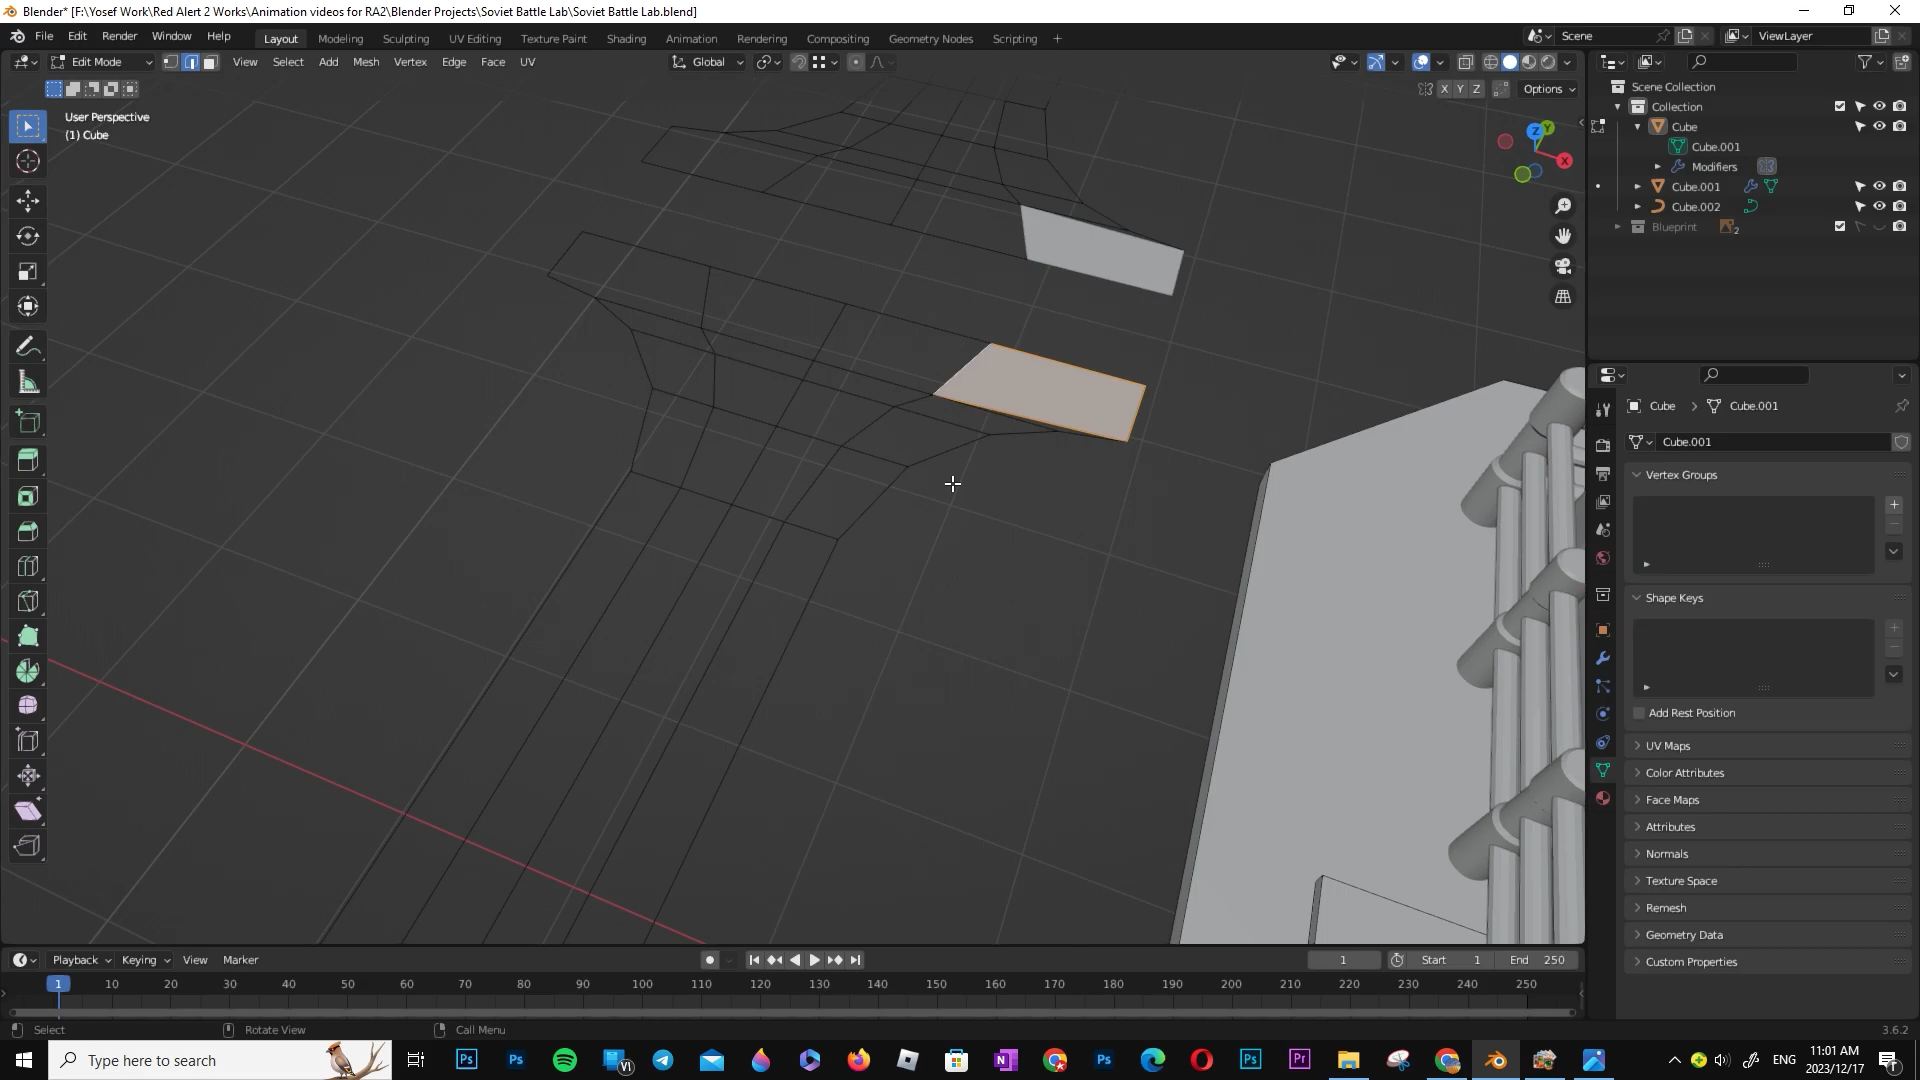 Blender* [F:\Yosef Work\Red Alert 2 Works\Animation videos for RA2\Blender Projects\Soviet Battle Lab\Soviet Battle Lab.blend]
File Edit Render Window Help Layout Modeling Sculpting UV Editing Texture Paint Shading Animation Rendering Compositing Geometry Nodes Scripting + Scene ViewLayer
Edit Mode View Select Add Mesh Vertex Edge Face UV Global
X Y Z Options
User Perspective
(1) Cube
Z Y X
Scene Collection
Collection
Cube
Cube.001
Modifiers
Cube.001
Cube.002
Blueprint 2
Cube Cube.001
Cube.001
Vertex Groups
Shape Keys
Add Rest Position
UV Maps
Color Attributes
Face Maps
Attributes
Normals
Texture Space
Remesh
Geometry Data
Custom Properties
Playback Keying View Marker 1 Start 1 End 250
1 10 20 30 40 50 60 70 80 90 100 110 120 130 140 150 160 170 180 190 200 210 220 230 240 250
Select Rotate View Call Menu 3.6.2
Type here to search ENG 11:01 AM
2023/12/17